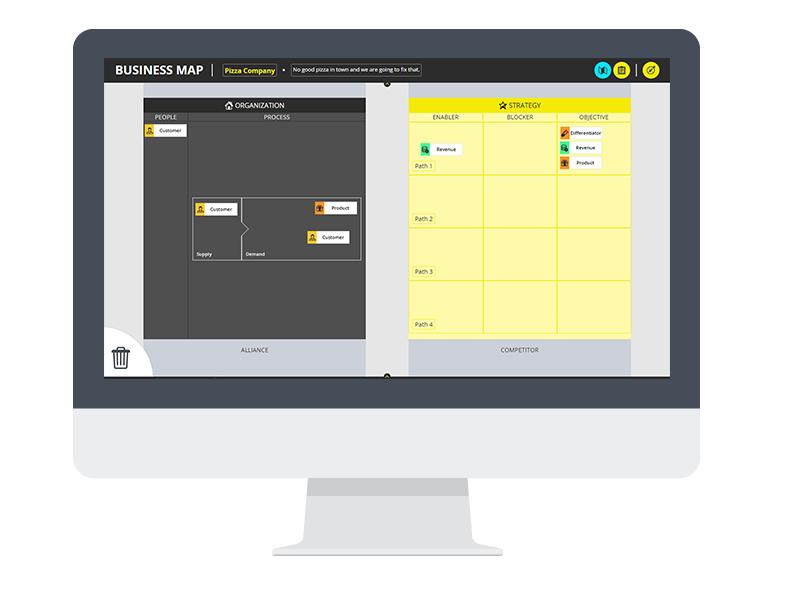 BUSINESS MAP
Pizza Company
No good pizza in town and we are going to fix that.
ORGANIZATION
PEOPLE
PROCESS
Customer
Customer
Product
Customer
Supply
Demand
ALLIANCE
STRATEGY
ENABLER
BLOCKER
OBJECTIVE
Revenue
Differentiator
Revenue
Product
Path 1
Path 2
Path 3
Path 4
COMPETITOR